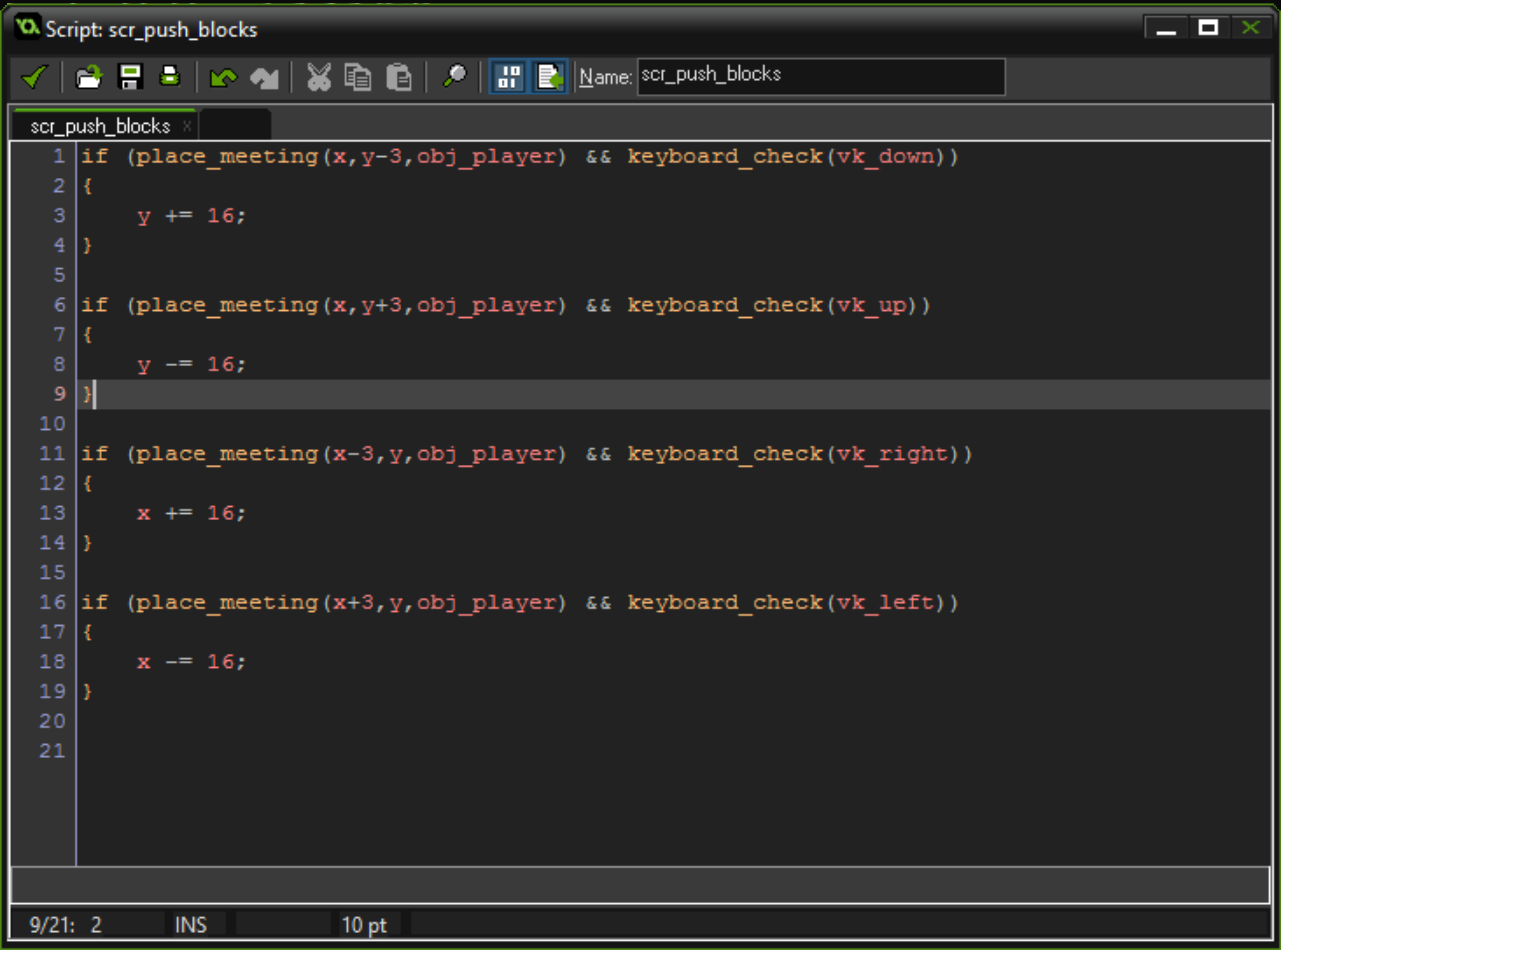 Script: scr_push_blocks
Name: scr_push_blocks
scr_push_blocks x
1 if (place_meeting(x,y-3,obj_player) && keyboard_check(vk_down))
2 {
3 y += 16;
4 }
5
6 if (place_meeting(x,y+3,obj_player) && keyboard_check(vk_up))
7 {
8 y -= 16;
9 }
10
11 if (place_meeting(x-3,y,obj_player) && keyboard_check(vk_right))
12 {
13 x += 16;
14 }
15
16 if (place_meeting(x+3,y,obj_player) && keyboard_check(vk_left))
17 {
18 x -= 16;
19 }
20
21
9/21: 2 INS 10 pt